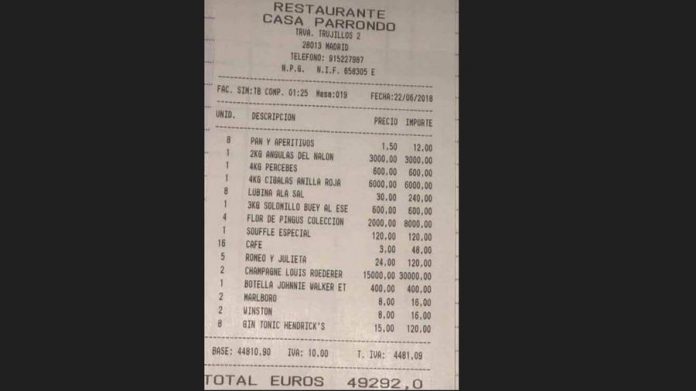 RESTAURANTE
CASA PARRONDO
TRVA. TRUJILLOS 2
28013 MADRID
TELEFONO: 915227987
N.P.G. N.I.F. 658305 E
FAC. SIM:18 COMP. 01:25 Mesa:019 FECHA:22/06/2018
UNID. DESCRIPCION PRECIO IMPORTE
8 PAN Y APERITIVOS 1,50 12,00
1 2KG ANGULAS DEL NALON 3000,00 3000,00
1 4KG PERCEBES 600,00 600,00
1 4KG CIGALAS ANILLA ROJA 6000,00 6000,00
8 LUBINA ALA SAL 30,00 240,00
1 3KG SOLOMILLO BUEY AL ESE 600,00 600,00
4 FLOR DE PINGUS COLECCION 2000,00 8000,00
1 SOUFFLE ESPECIAL 120,00 120,00
16 CAFE 3,00 48,00
5 ROMEO Y JULIETA 24,00 120,00
2 CHAMPAGNE LOUIS ROEDERER 15000,00 30000,00
1 BOTELLA JOHNNIE WALKER ET 400,00 400,00
2 MARLBORO 8,00 16,00
2 WINSTON 8,00 16,00
8 GIN TONIC HENDRICK'S 15,00 120,00
BASE: 44810.90 IVA: 10.00 T. IVA: 4481,09
TOTAL EUROS 49292,0